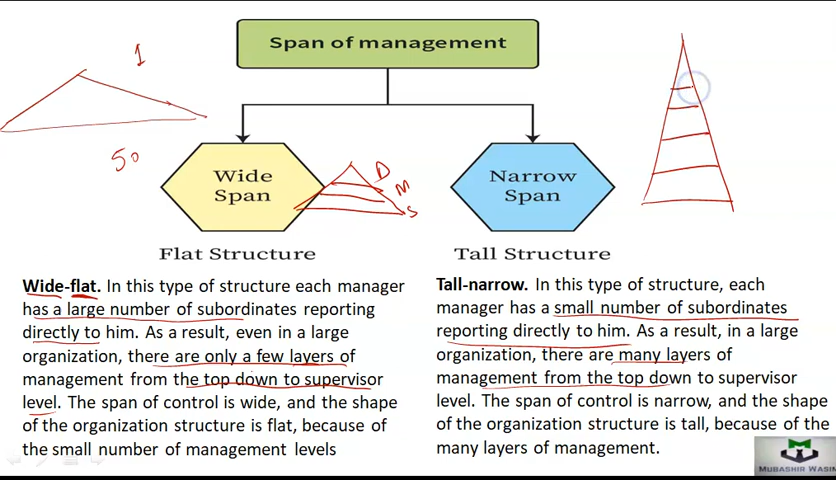 Span of management
1
50
Wide
Span
D
M
S
Narrow
Span
Flat Structure
Tall Structure
Wide-flat. In this type of structure each manager
has a large number of subordinates reporting
directly to him. As a result, even in a large
organization, there are only a few layers of
management from the top down to supervisor
level. The span of control is wide, and the shape
of the organization structure is flat, because of
the small number of management levels
Tall-narrow. In this type of structure, each
manager has a small number of subordinates
reporting directly to him. As a result, in a large
organization, there are many layers of
management from the top down to supervisor
level. The span of control is narrow, and the shape
of the organization structure is tall, because of the
many layers of management.
MUBASHIR WASIM